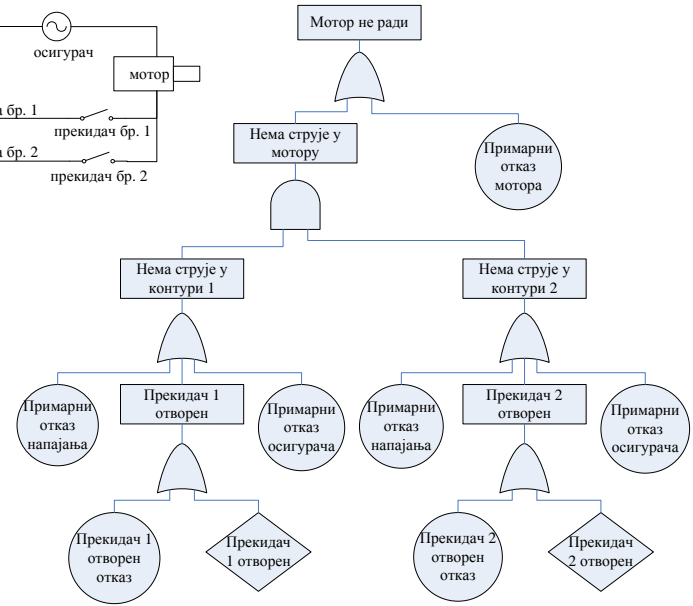 Мотор не ради
осигурач
мотор
бр. 1
прекидач бр. 1
бр. 2
прекидач бр. 2
Нема струје у
мотору
Примарни
отказ
мотора
Нема струје у
контури 1
Нема струје у
контури 2
Примарни
отказ
напајања
Прекидач 1
отворен
Примарни
отказ
осигурача
Примарни
отказ
напајања
Прекидач 2
отворен
Примарни
отказ
осигурача
Прекидач 1
отворен
отказ
Прекидач
1 отворен
Прекидач 2
отворен
отказ
Прекидач
2 отворен